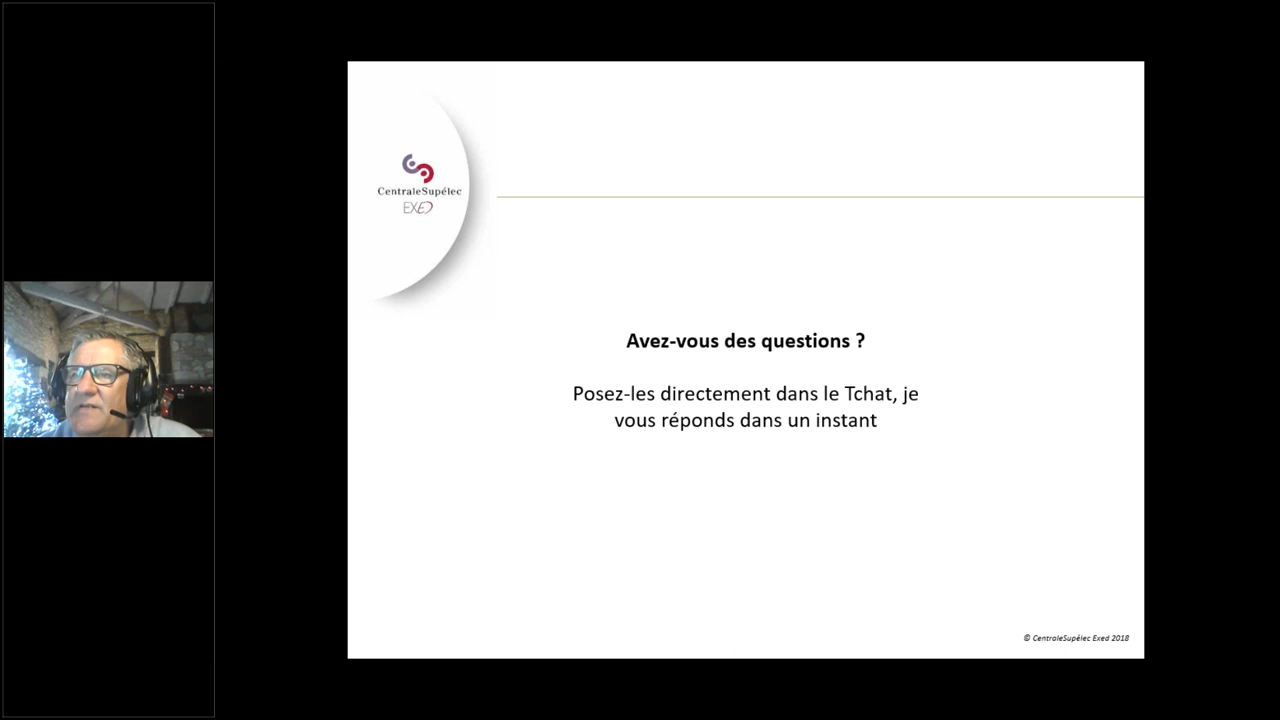 CentraleSupélec
EXED
Avez-vous des questions ?
Posez-les directement dans le Tchat, je
vous réponds dans un instant
© CentraleSupélec Exed 2018